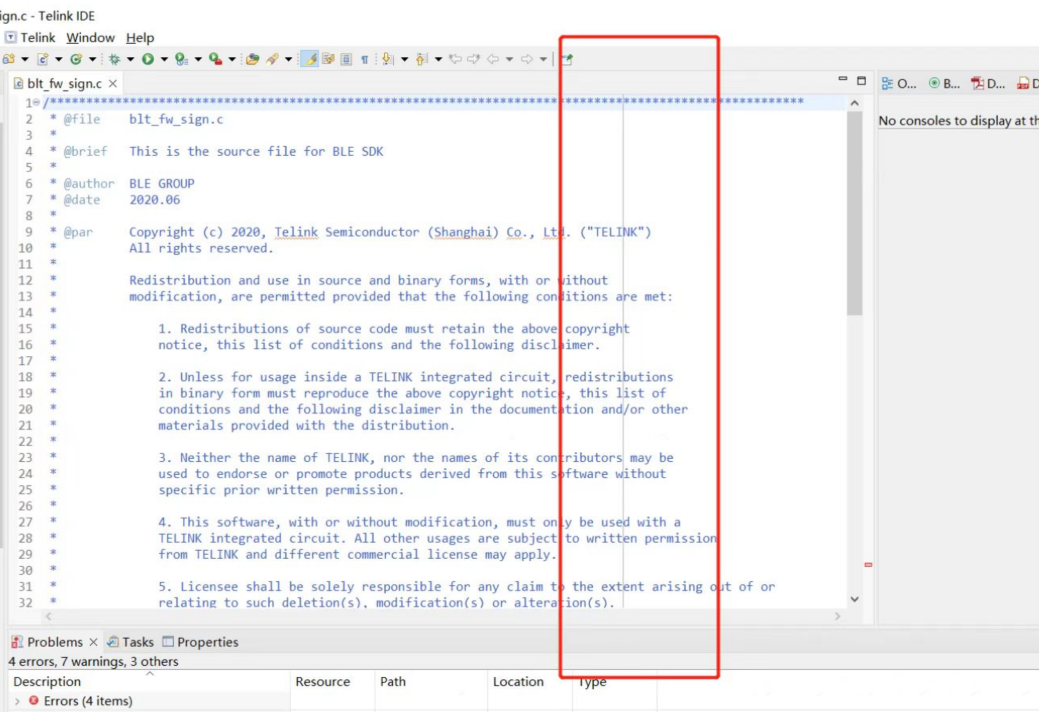 ign.c - Telink IDE
Telink Window Help
blt_fw_sign.c
O... B... D... D
1 /********************************************************************************************************
2 * @file blt_fw_sign.c
3 *
4 * @brief This is the source file for BLE SDK
5 *
6 * @author BLE GROUP
7 * @date 2020.06
8 *
9 * @par Copyright (c) 2020, Telink Semiconductor (Shanghai) Co., Ltd. ("TELINK")
10 * All rights reserved.
11 *
12 * Redistribution and use in source and binary forms, with or without
13 * modification, are permitted provided that the following conditions are met:
14 *
15 * 1. Redistributions of source code must retain the above copyright
16 * notice, this list of conditions and the following disclaimer.
17 *
18 * 2. Unless for usage inside a TELINK integrated circuit, redistributions
19 * in binary form must reproduce the above copyright notice, this list of
20 * conditions and the following disclaimer in the documentation and/or other
21 * materials provided with the distribution.
22 *
23 * 3. Neither the name of TELINK, nor the names of its contributors may be
24 * used to endorse or promote products derived from this software without
25 * specific prior written permission.
26 *
27 * 4. This software, with or without modification, must only be used with a
28 * TELINK integrated circuit. All other usages are subject to written permission
29 * from TELINK and different commercial license may apply.
30 *
31 * 5. Licensee shall be solely responsible for any claim to the extent arising out of or
32 * relating to such deletion(s), modification(s) or alteration(s).
No consoles to display at th
Problems Tasks Properties
4 errors, 7 warnings, 3 others
Description Resource Path Location Type
Errors (4 items)